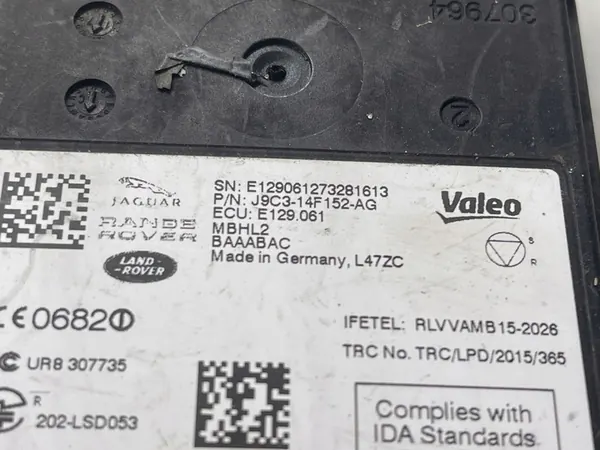 307964
2
SN: E129061273281613
P/N: J9C3-14F152-AG
ECU: E129.061
MBHL2
BAAABAC
Made in Germany, L47ZC
JAGUAR
RANGE
ROVER
LAND-
ROVER
Valeo
S
R
CE0682
IFETEL: RLVVAMB15-2026
TRC No. TRC/LPD/2015/365
UR8 307735
R
202-LSD053
Complies with
IDA Standards